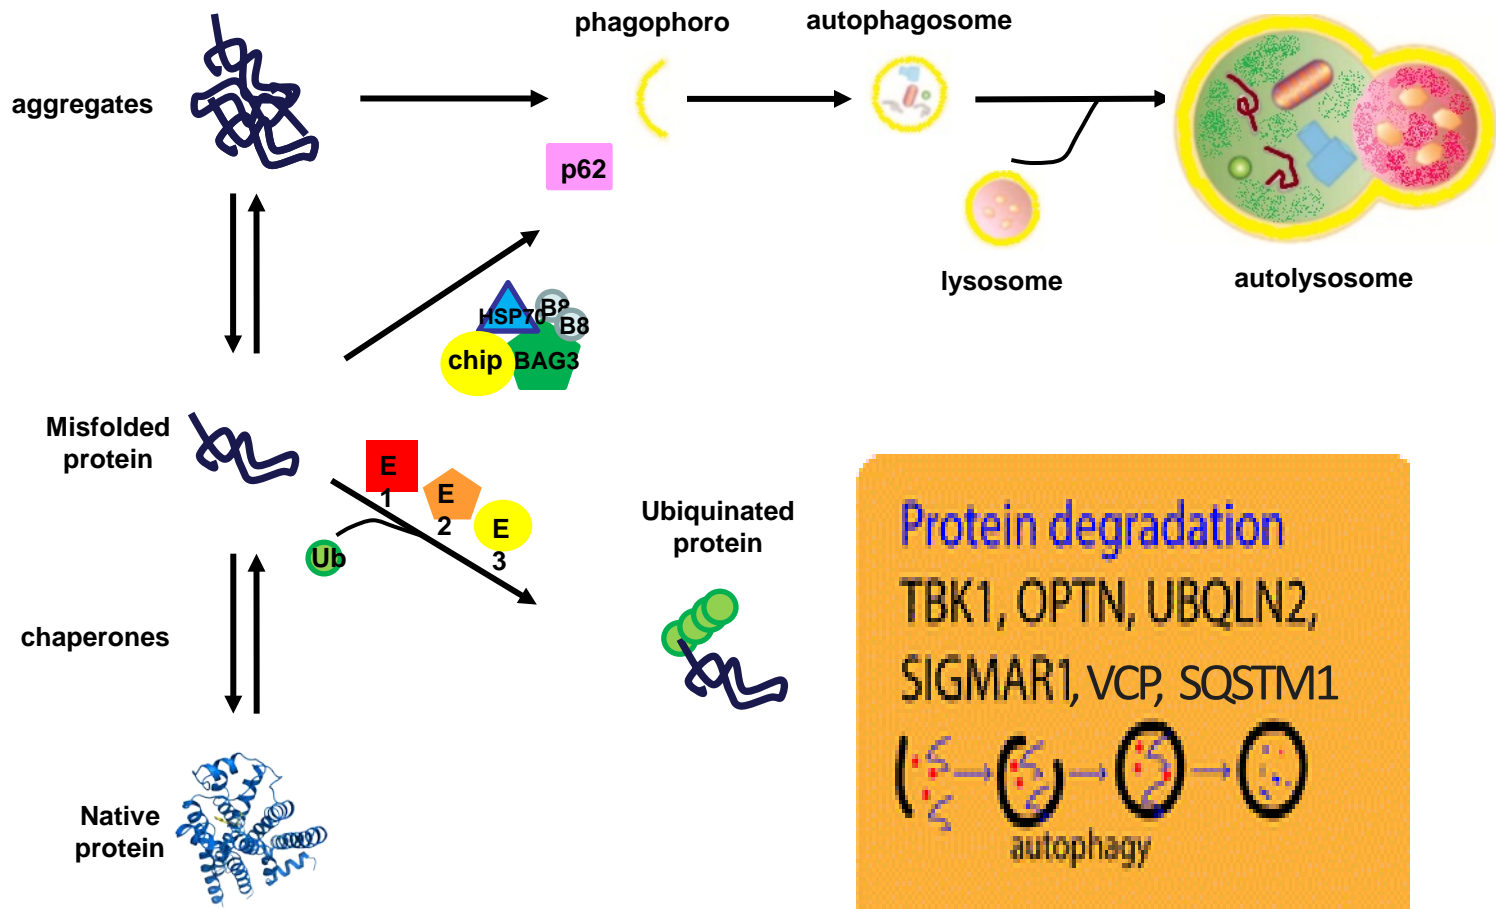 phagophoro
autophagosome
aggregates
p62
lysosome
autolysosome
HSP70
B8
B8
chip
BAG3
Misfolded
protein
E
1
E
2
E
3
Ub
Ubiquinated
protein
chaperones
Native
protein
Protein degradation
TBK1, OPTN, UBQLN2,
SIGMAR1, VCP, SQSTM1
autophagy